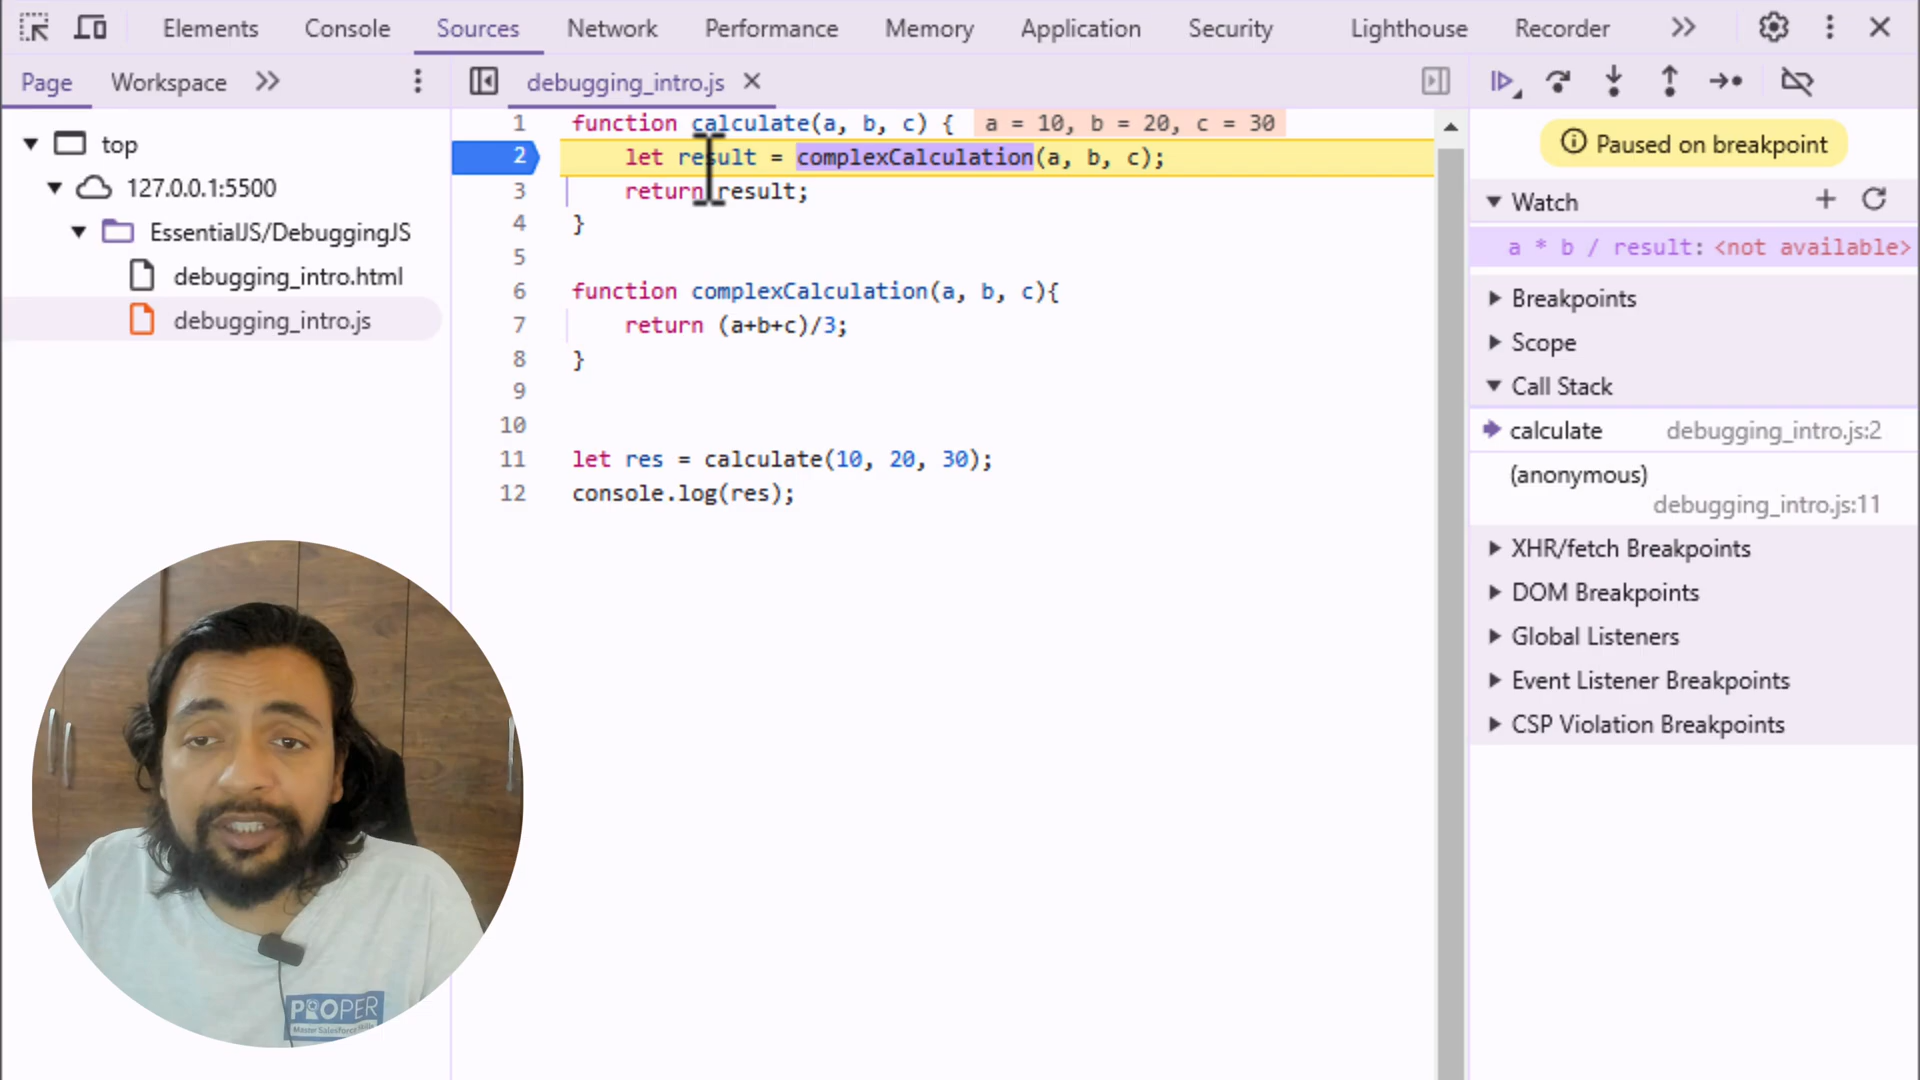 Elements Console Sources Network Performance Memory Application Security Lighthouse Recorder
Page Workspace
debugging_intro.js
top
127.0.0.1:5500
EssentialJS/DebuggingJS
debugging_intro.html
debugging_intro.js
1 function calculate(a, b, c) { a = 10, b = 20, c = 30
2 let result = complexCalculation(a, b, c);
3 return result;
4 }
5
6 function complexCalculation(a, b, c){
7 return (a+b+c)/3;
8 }
9
10
11 let res = calculate(10, 20, 30);
12 console.log(res);
Paused on breakpoint
Watch
a * b / result: <not available>
Breakpoints
Scope
Call Stack
calculate debugging_intro.js:2
(anonymous)
debugging_intro.js:11
XHR/fetch Breakpoints
DOM Breakpoints
Global Listeners
Event Listener Breakpoints
CSP Violation Breakpoints
PROPER
Master Salesforce Skills